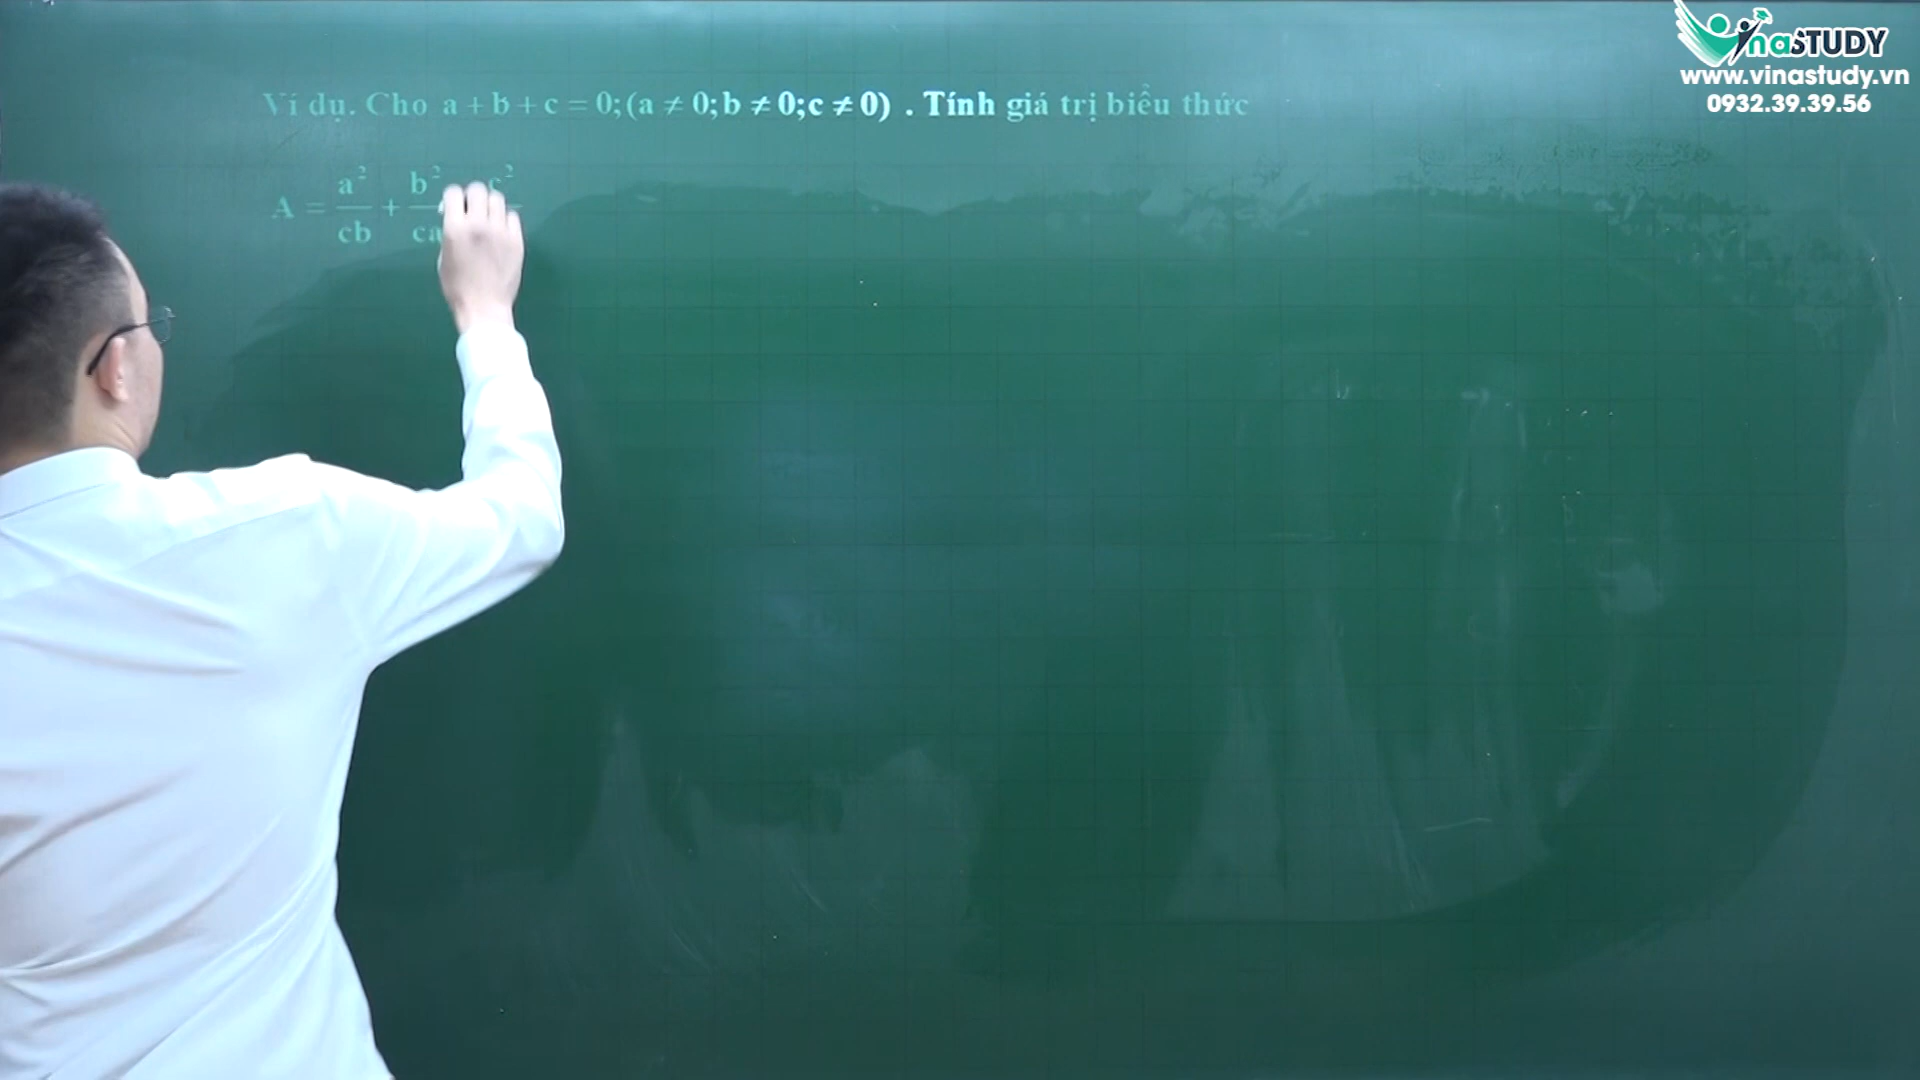 VinaSTUDY
www.vinastudy.vn
0932.39.39.56
Ví dụ. Cho a + b + c = 0; (a ≠ 0; b ≠ 0; c ≠ 0) . Tính giá trị biểu thức
A = a²/cb + b²/ca c²